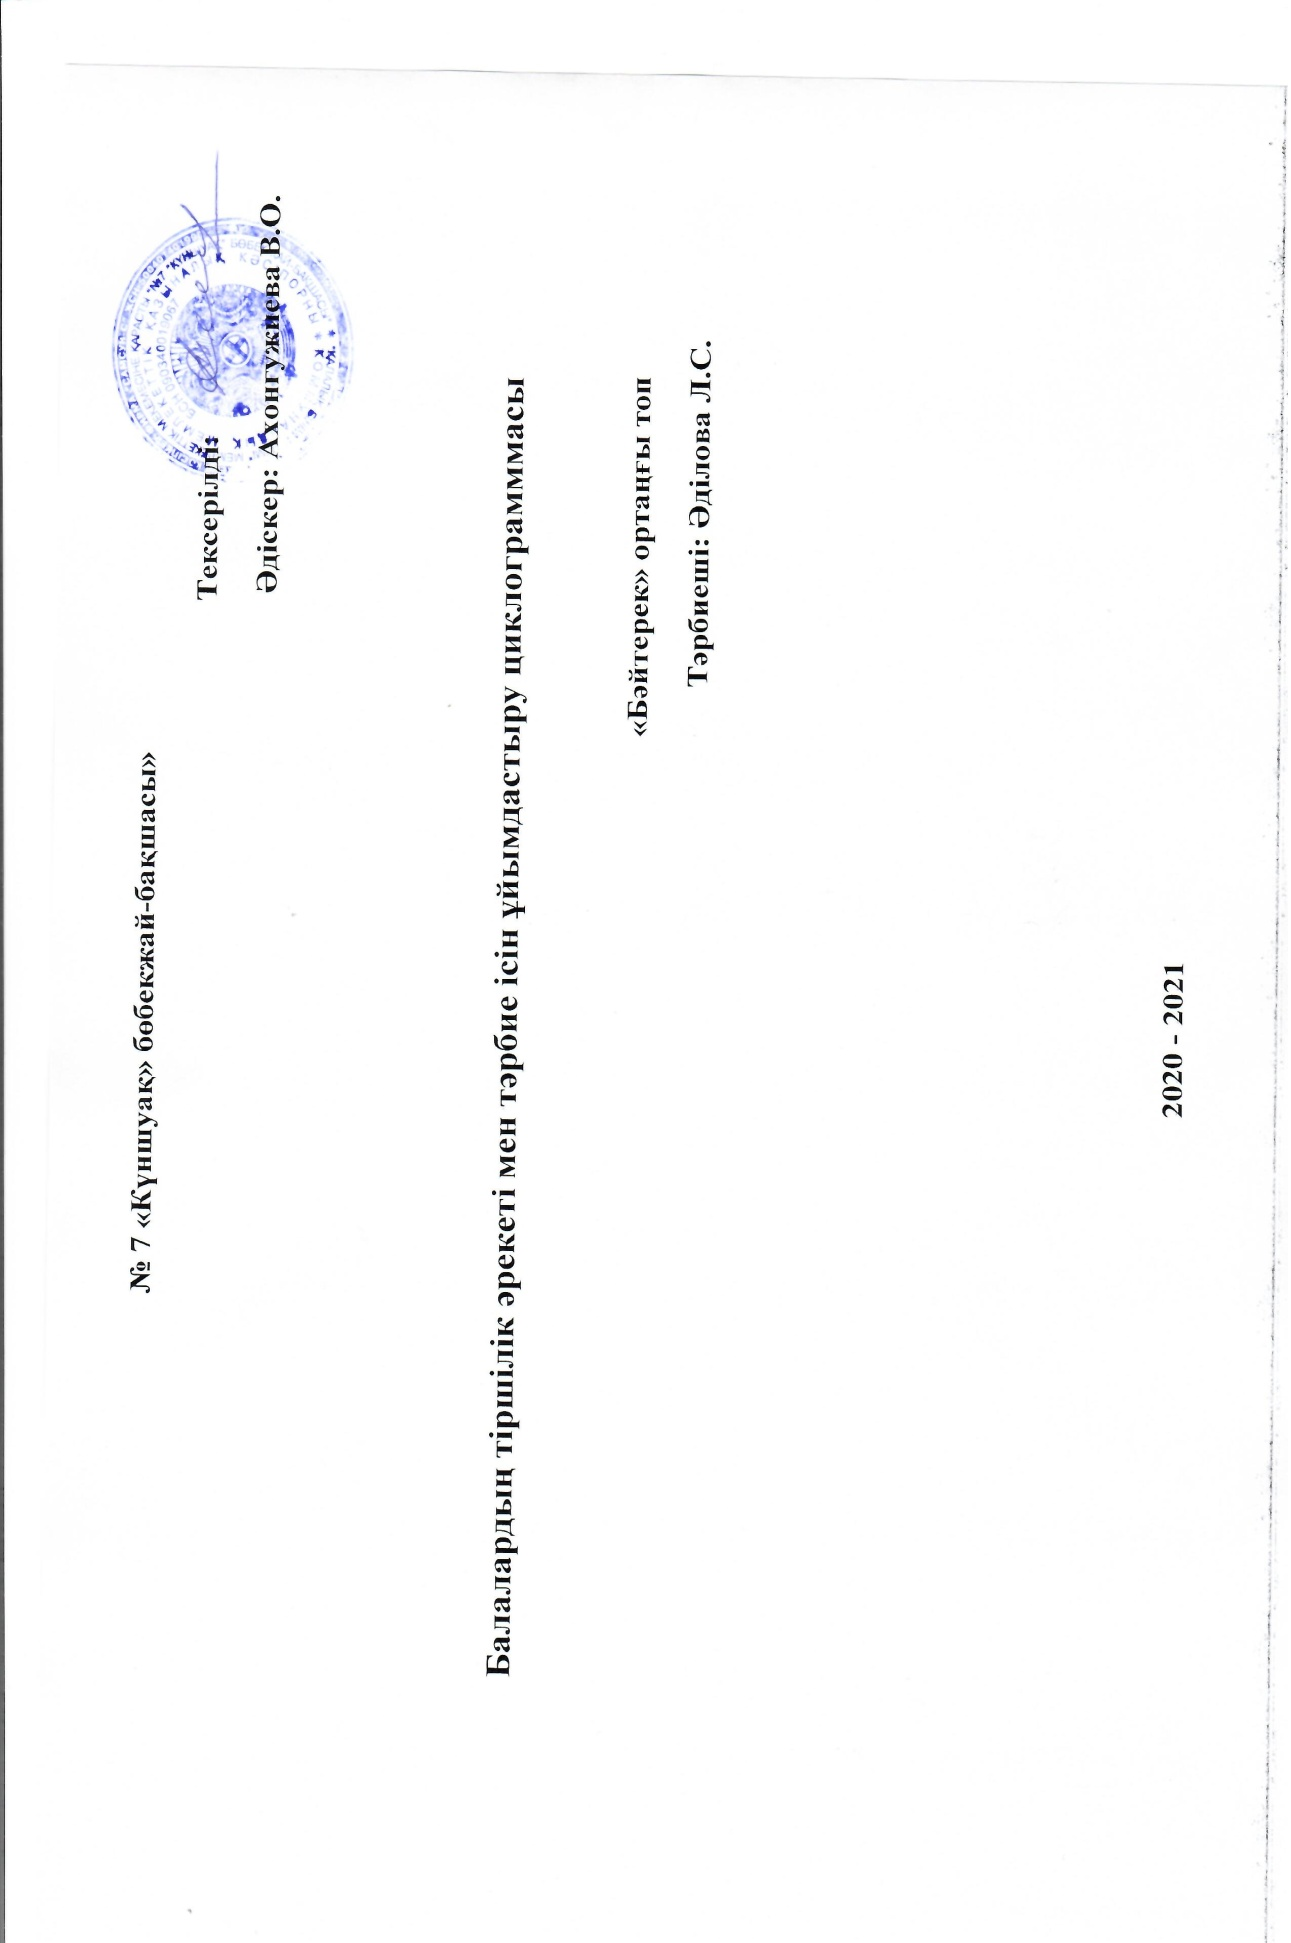 № 7 «Күншуақ» бөбекжай-бақшасы»
Тексерілді:
Әдіскер: Ахонгужиева В.О.
Балалардың тіршілік әрекеті мен тәрбие ісін ұйымдастыру циклограмммасы
«Бәйтерек» ортаңғы топ
Тәрбиеші: Әділова Л.С.
2020 - 2021